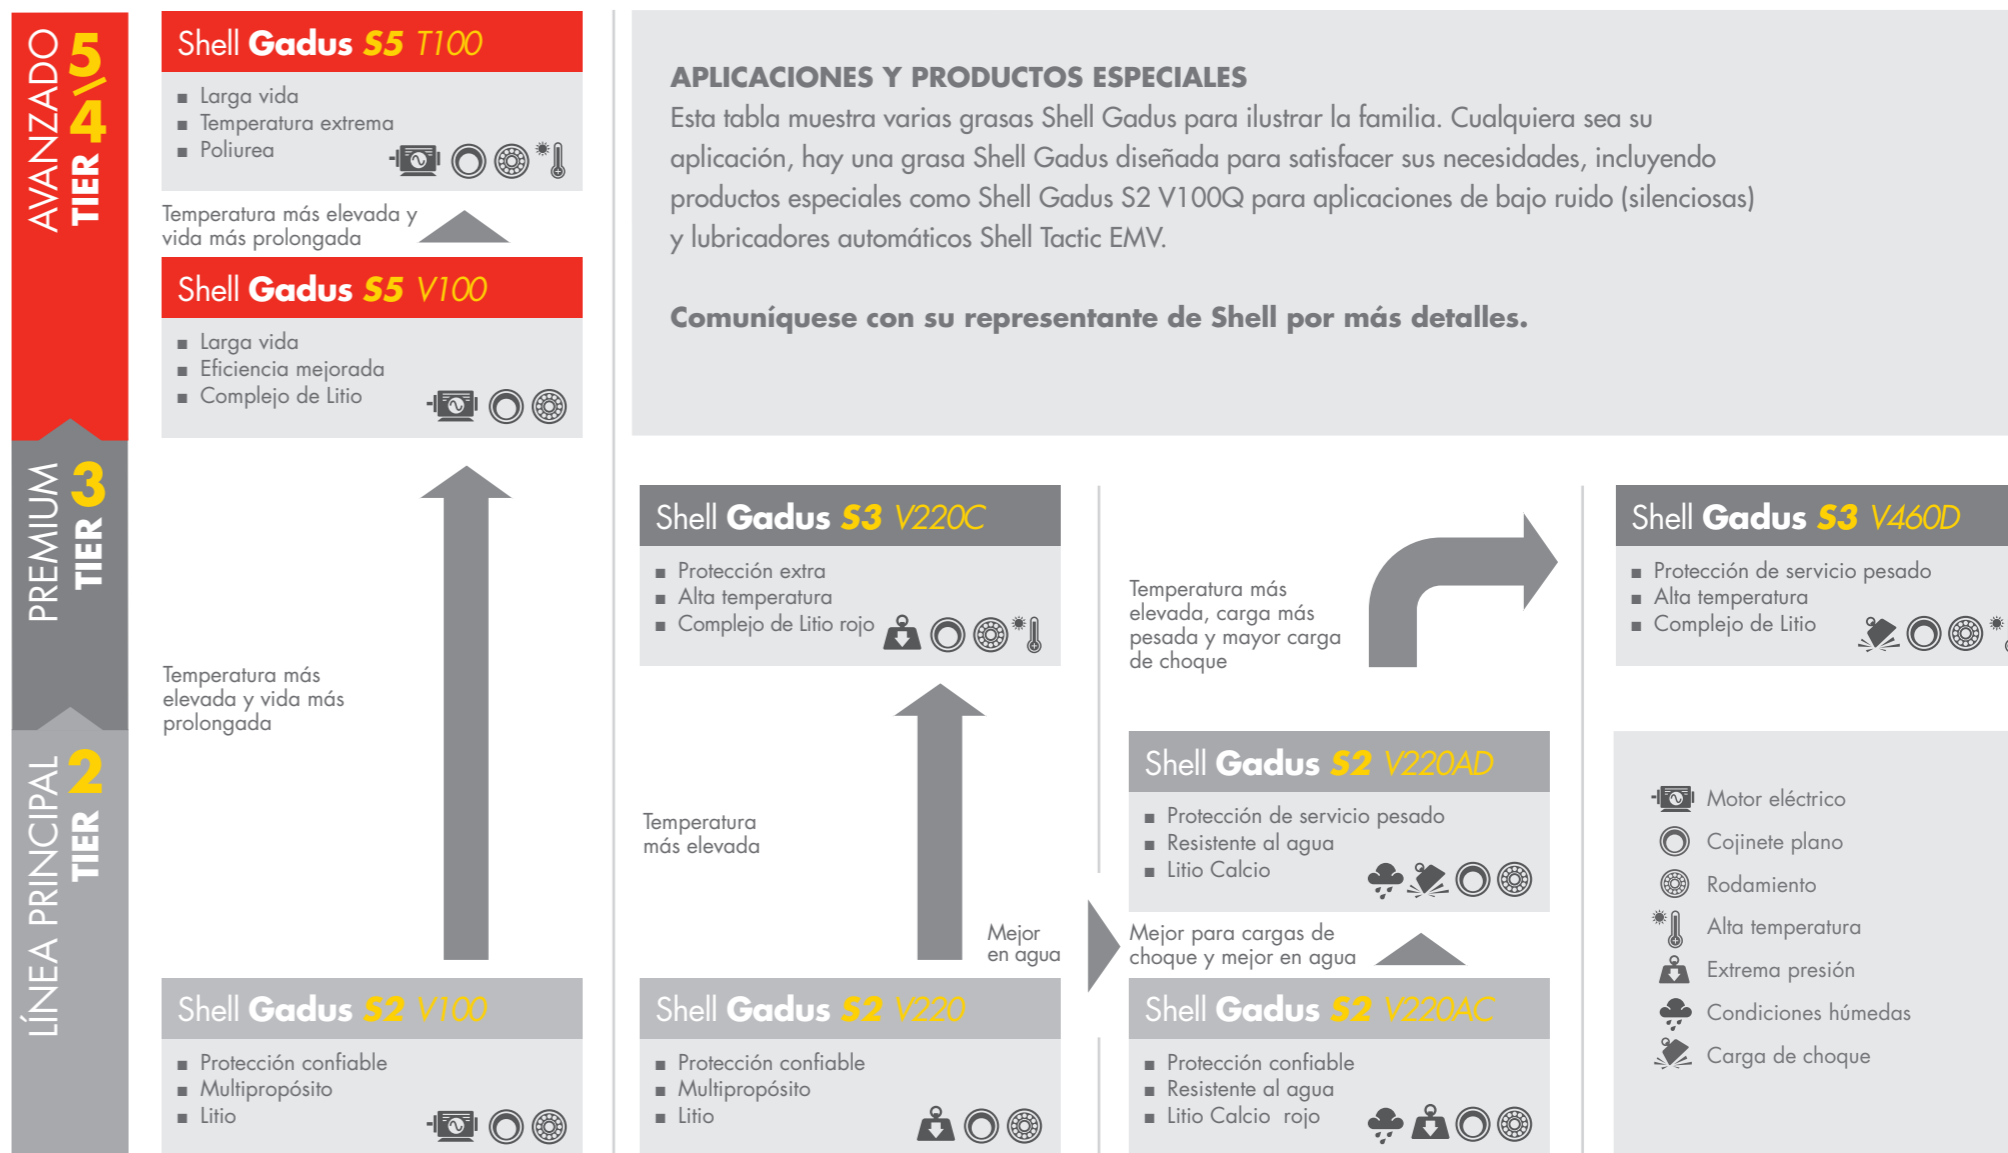 AVANZADO
TIER 4\5
Shell Gadus S5 T100
Larga vida
Temperatura extrema
Poliurea
Temperatura más elevada y
vida más prolongada
Shell Gadus S5 V100
Larga vida
Eficiencia mejorada
Complejo de Litio
APLICACIONES Y PRODUCTOS ESPECIALES
Esta tabla muestra varias grasas Shell Gadus para ilustrar la familia. Cualquiera sea su
aplicación, hay una grasa Shell Gadus diseñada para satisfacer sus necesidades, incluyendo
productos especiales como Shell Gadus S2 V100Q para aplicaciones de bajo ruido (silenciosas)
y lubricadores automáticos Shell Tactic EMV.
Comuníquese con su representante de Shell por más detalles.
PREMIUM
TIER 3
Temperatura más
elevada y vida más
prolongada
Shell Gadus S3 V220C
Protección extra
Alta temperatura
Complejo de Litio rojo
Temperatura más
elevada, carga más
pesada y mayor carga
de choque
Shell Gadus S3 V460D
Protección de servicio pesado
Alta temperatura
Complejo de Litio
LÍNEA PRINCIPAL
TIER 2
Temperatura
más elevada
Mejor
en agua
Shell Gadus S2 V220AD
Protección de servicio pesado
Resistente al agua
Litio Calcio
Mejor para cargas de
choque y mejor en agua
Shell Gadus S2 V100
Protección confiable
Multipropósito
Litio
Shell Gadus S2 V220
Protección confiable
Multipropósito
Litio
Shell Gadus S2 V220AC
Protección confiable
Resistente al agua
Litio Calcio rojo
Motor eléctrico
Cojinete plano
Rodamiento
Alta temperatura
Extrema presión
Condiciones húmedas
Carga de choque